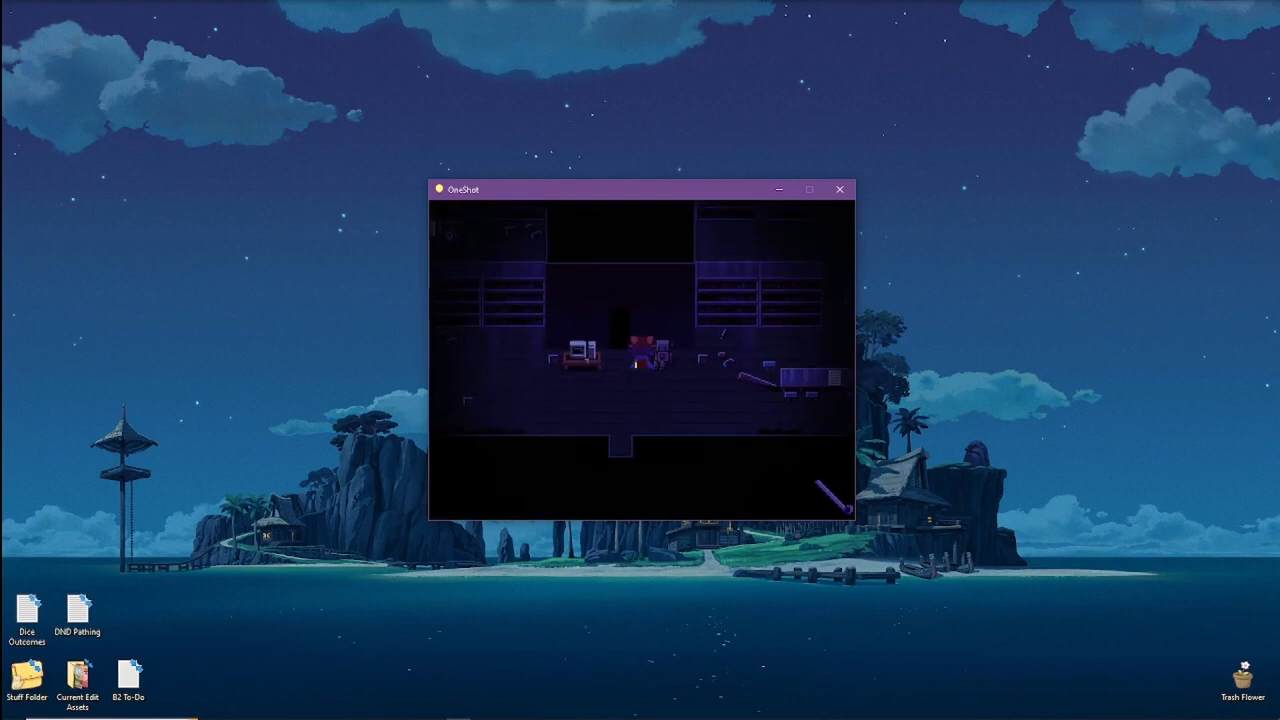 OneShot
Dice
Outcomes
DND Pathing
Stuff Folder
Current Edit
Assets
B2 To-Do
Trash Flower